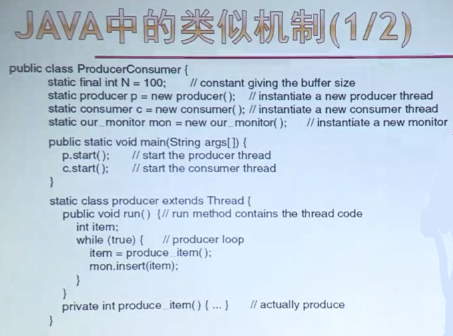 JAVA中的类似机制(1/2)
public class ProducerConsumer {
static final int N = 100; // constant giving the buffer size
static producer p = new producer( ); // instantiate a new producer thread
static consumer c = new consumer( ); // instantiate a new consumer thread
static our_monitor mon = new our_monitor( ); // instantiate a new monitor
public static void main(String args[]) {
p.start( ); // start the producer thread
c.start( ); // start the consumer thread
}
static class producer extends Thread {
public void run( ) { // run method contains the thread code
int item;
while (true) { // producer loop
item = produce_item( );
mon.insert(item);
}
}
private int produce_item( ) { ... } // actually produce
}